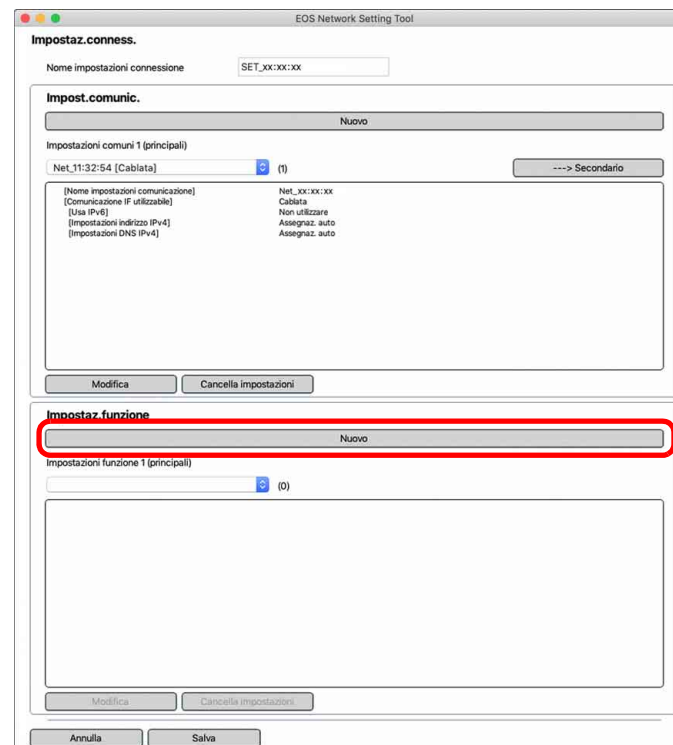 EOS Network Setting Tool
Impostaz.conness.
Nome impostazioni connessione SET_xx:xx:xx
Impost.comunic.
Nuovo
Impostazioni comuni 1 (principali)
Net_11:32:54 [Cablata] (1) ---> Secondario
[Nome impostazioni comunicazione] Net_xx:xx:xx
[Comunicazione IF utilizzabile] Cablata
[Usa IPv6] Non utilizzare
[Impostazioni indirizzo IPv4] Assegnaz. auto
[Impostazioni DNS IPv4] Assegnaz. auto
Modifica Cancella impostazioni
Impostaz.funzione
Nuovo
Impostazioni funzione 1 (principali)
(0)
Modifica Cancella impostazioni
Annulla Salva